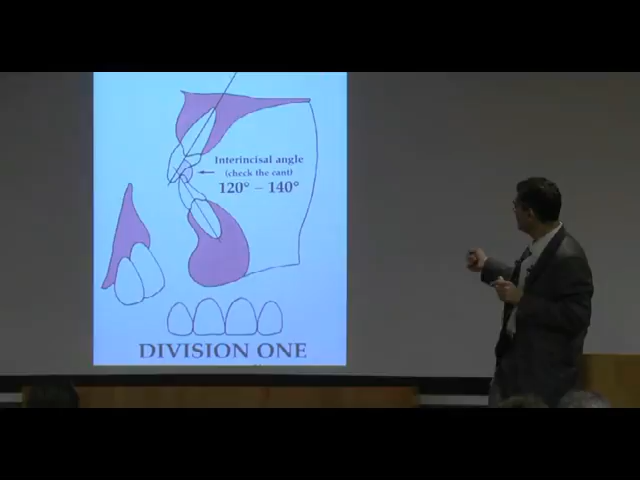 Interincisal angle
(check the cant)
120° – 140°
DIVISION ONE